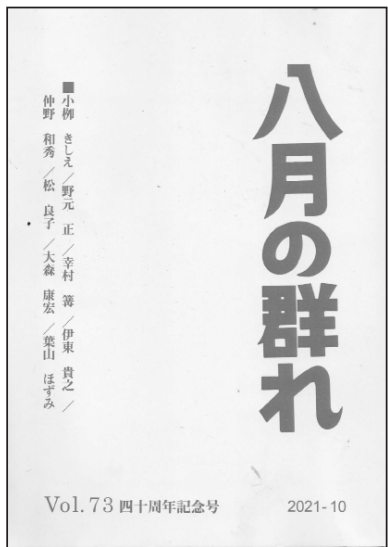 八月の群れ
■小栁 きしえ／野元 正／幸村 篝／伊東 貴之／
仲野 和秀／松 良子／大森 康宏／葉山 ほずみ
Vol.73 四十周年記念号 2021-10